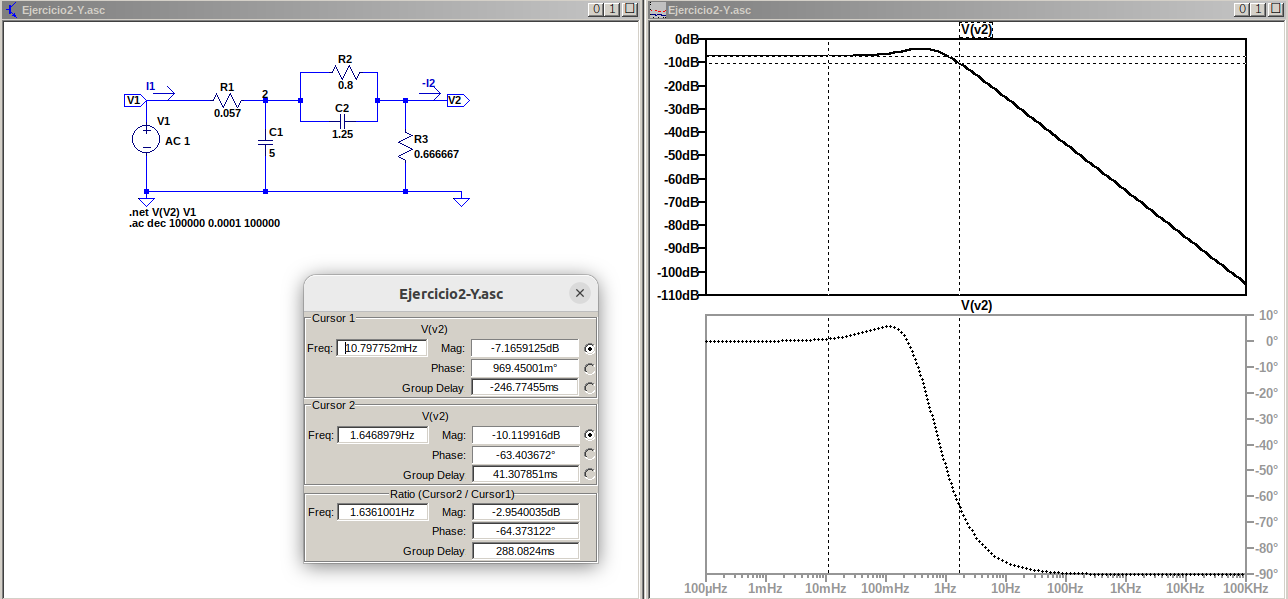 Ejercicio2-Y.asc
I1
V1
R1
0.057
2
R2
0.8
C2
1.25
-I2
V2
V1
AC 1
C1
5
R3
0.666667
.net V(V2) V1
.ac dec 100000 0.0001 100000
Ejercicio2-Y.asc
Cursor 1
V(v2)
Freq: 10.797752mHz Mag: -7.1659125dB
Phase: 969.45001m°
Group Delay -246.77455ms
Cursor 2
V(v2)
Freq: 1.6468979Hz Mag: -10.119916dB
Phase: -63.403672°
Group Delay 41.307851ms
Ratio (Cursor2 / Cursor1)
Freq: 1.6361001Hz Mag: -2.9540035dB
Phase: -64.373122°
Group Delay 288.0824ms
Ejercicio2-Y.asc
V(v2)
0dB
-10dB
-20dB
-30dB
-40dB
-50dB
-60dB
-70dB
-80dB
-90dB
-100dB
-110dB
V(v2)
10°
0°
-10°
-20°
-30°
-40°
-50°
-60°
-70°
-80°
-90°
100µHz 1mHz 10mHz 100mHz 1Hz 10Hz 100Hz 1KHz 10KHz 100KHz